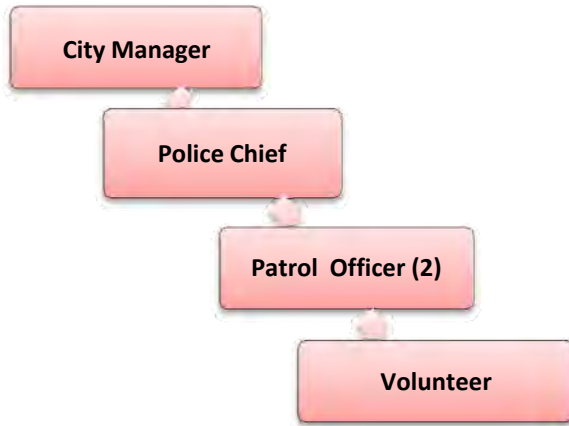 City Manager
Police Chief
Patrol Officer (2)
Volunteer